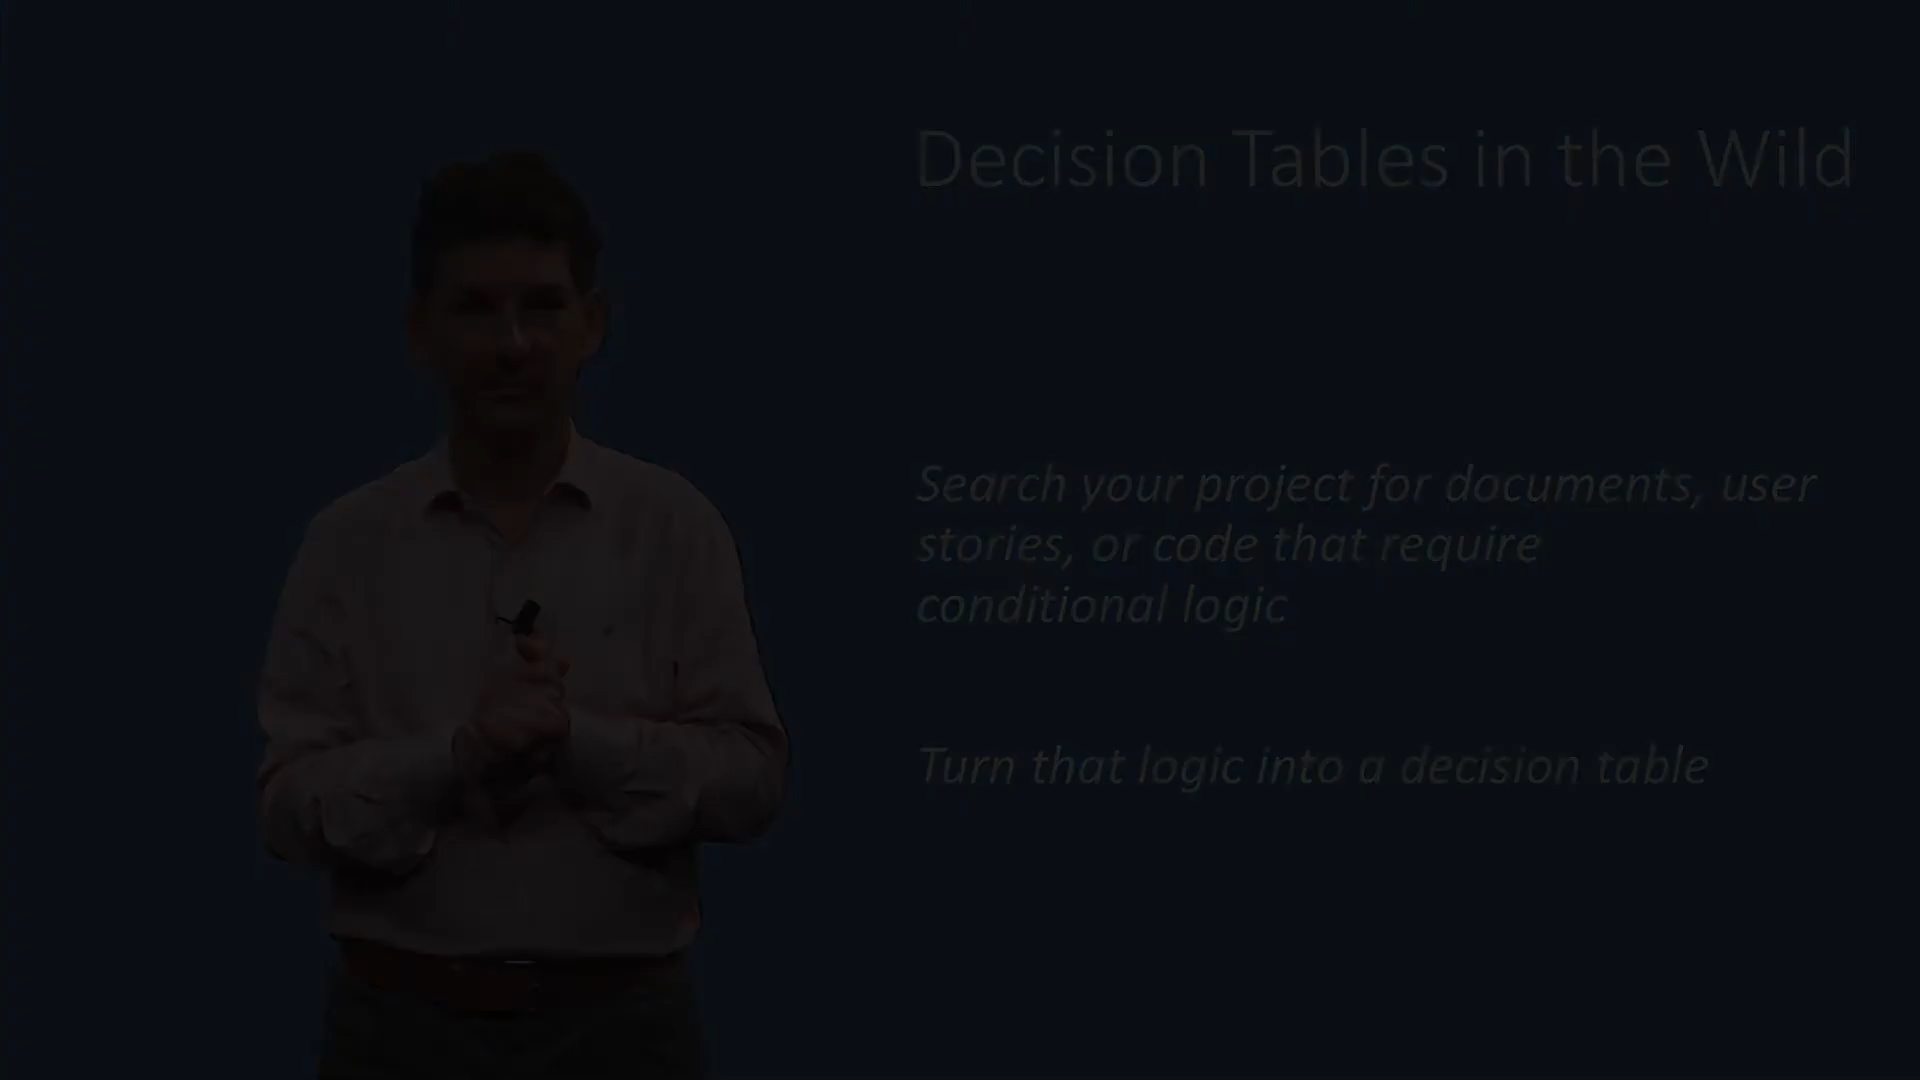 Decision Tables in the Wild
Search your project for documents, user
stories, or code that require
conditional logic
Turn that logic into a decision table